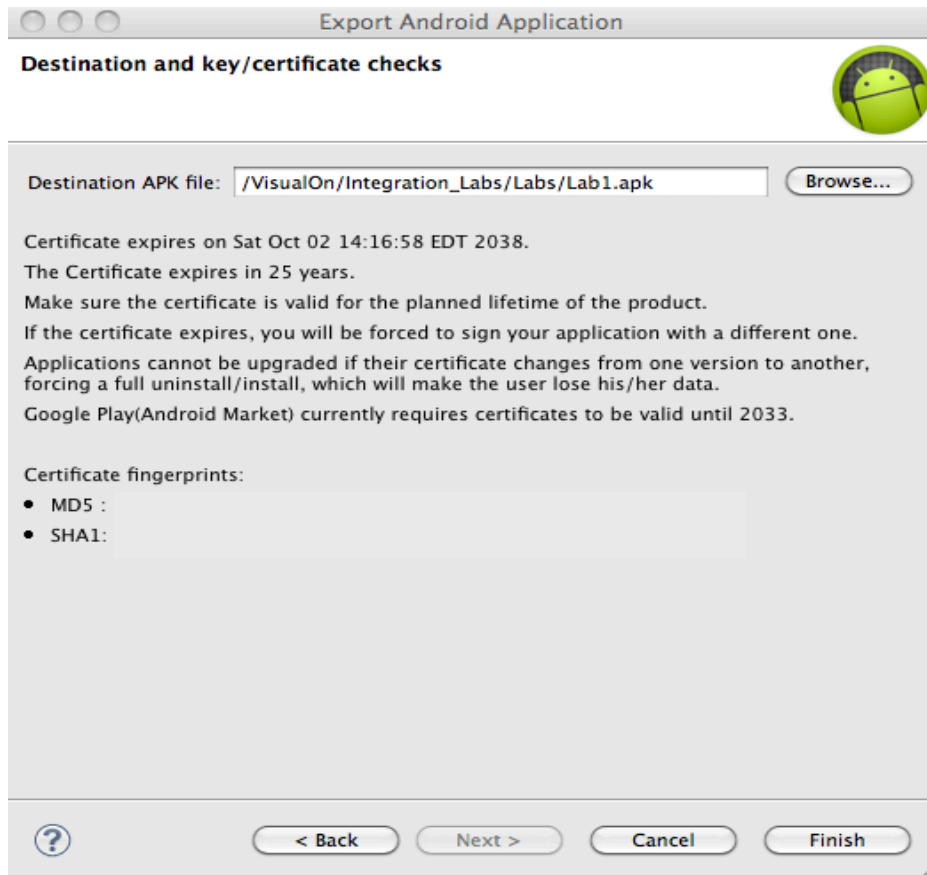 Export Android Application
Destination and key/certificate checks
Destination APK file: /VisualOn/Integration_Labs/Labs/Lab1.apk Browse...
Certificate expires on Sat Oct 02 14:16:58 EDT 2038.
The Certificate expires in 25 years.
Make sure the certificate is valid for the planned lifetime of the product.
If the certificate expires, you will be forced to sign your application with a different one.
Applications cannot be upgraded if their certificate changes from one version to another,
forcing a full uninstall/install, which will make the user lose his/her data.
Google Play(Android Market) currently requires certificates to be valid until 2033.
Certificate fingerprints:
• MD5 :
• SHA1:
? < Back Next > Cancel Finish